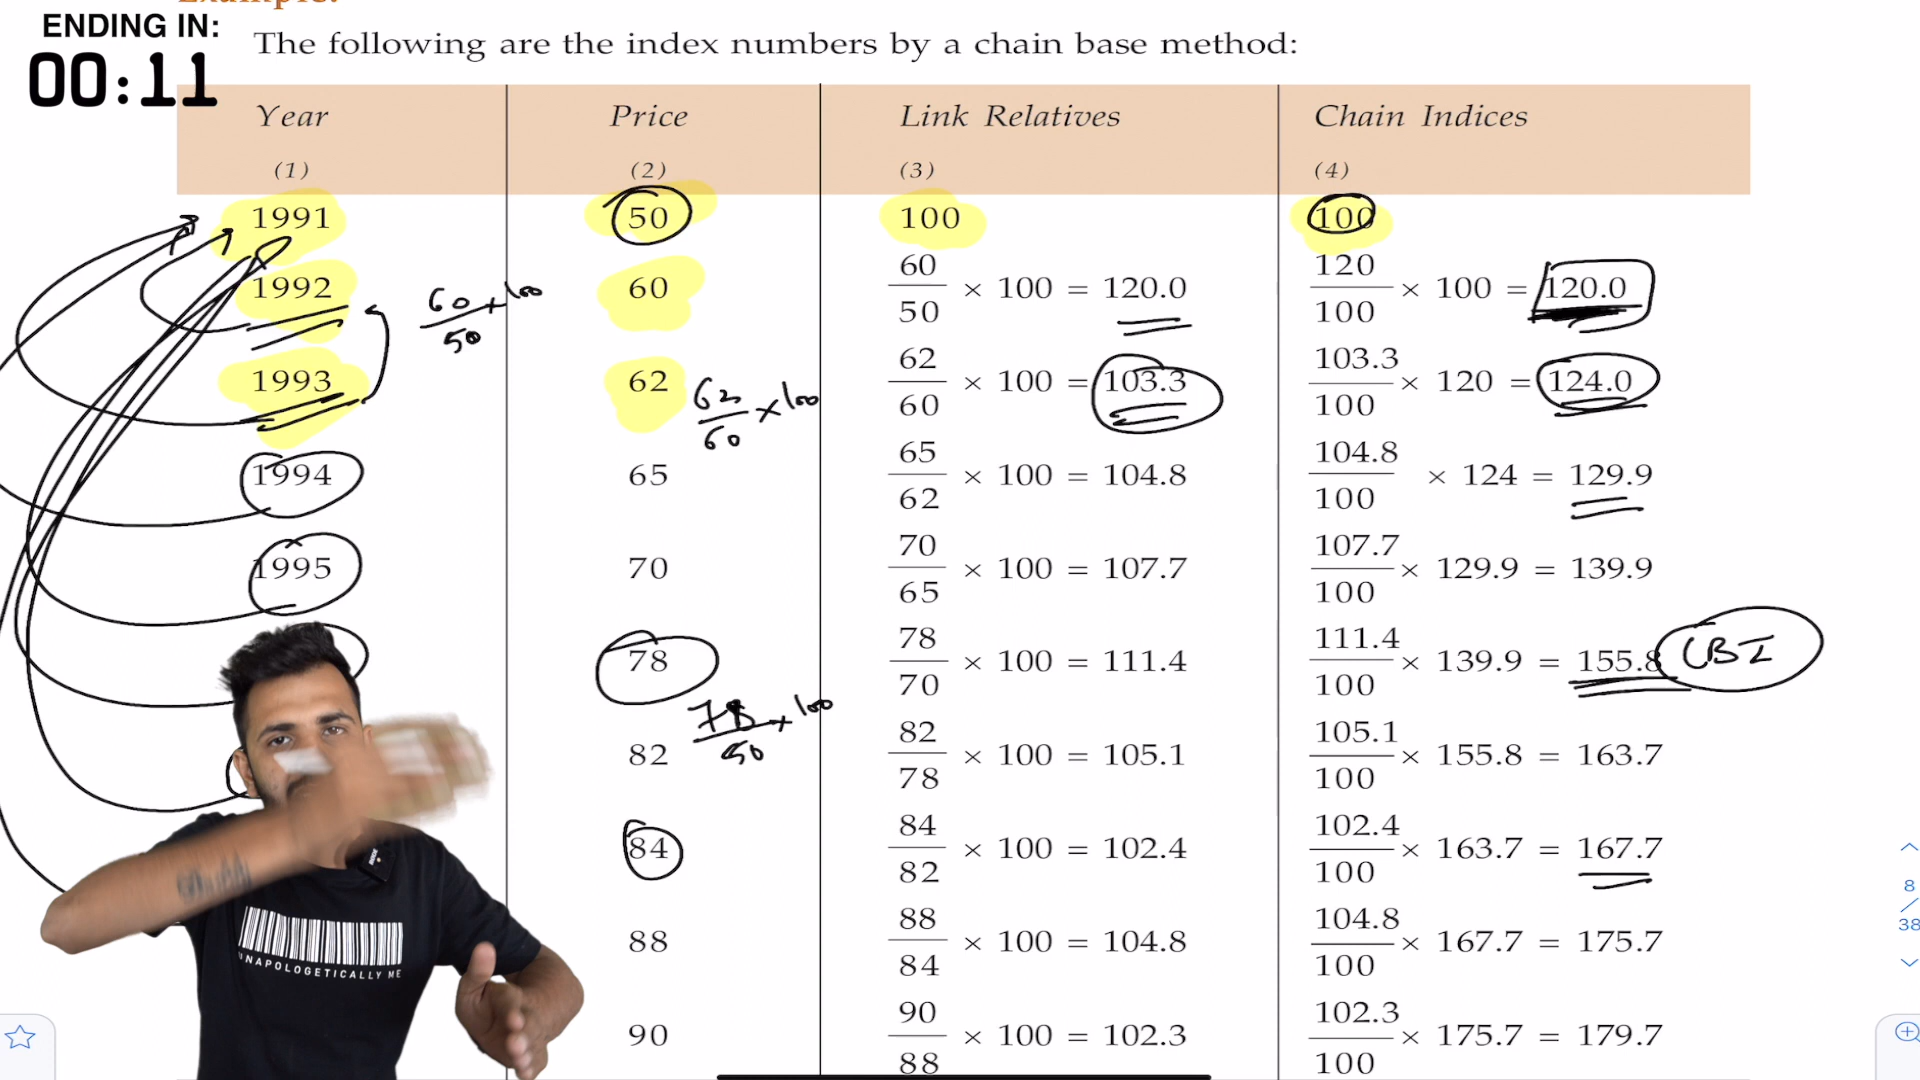 Example:
ENDING IN:
00:11
The following are the index numbers by a chain base method:
Year Price Link Relatives Chain Indices
(1) (2) (3) (4)
1991 50 100 100
1992 60 60/50 × 100 = 120.0 120/100 × 100 = 120.0
60/50 × 100
1993 62 62/60 × 100 = 103.3 103.3/100 × 120 = 124.0
62/60 × 100
1994 65 65/62 × 100 = 104.8 104.8/100 × 124 = 129.9
1995 70 70/65 × 100 = 107.7 107.7/100 × 129.9 = 139.9
78 78/70 × 100 = 111.4 111.4/100 × 139.9 = 155.8 CBI
78/50 × 100
82 82/78 × 100 = 105.1 105.1/100 × 155.8 = 163.7
84 84/82 × 100 = 102.4 102.4/100 × 163.7 = 167.7
88 88/84 × 100 = 104.8 104.8/100 × 167.7 = 175.7
90 90/88 × 100 = 102.3 102.3/100 × 175.7 = 179.7
UNAPOLOGETICALLY ME
8
/
38